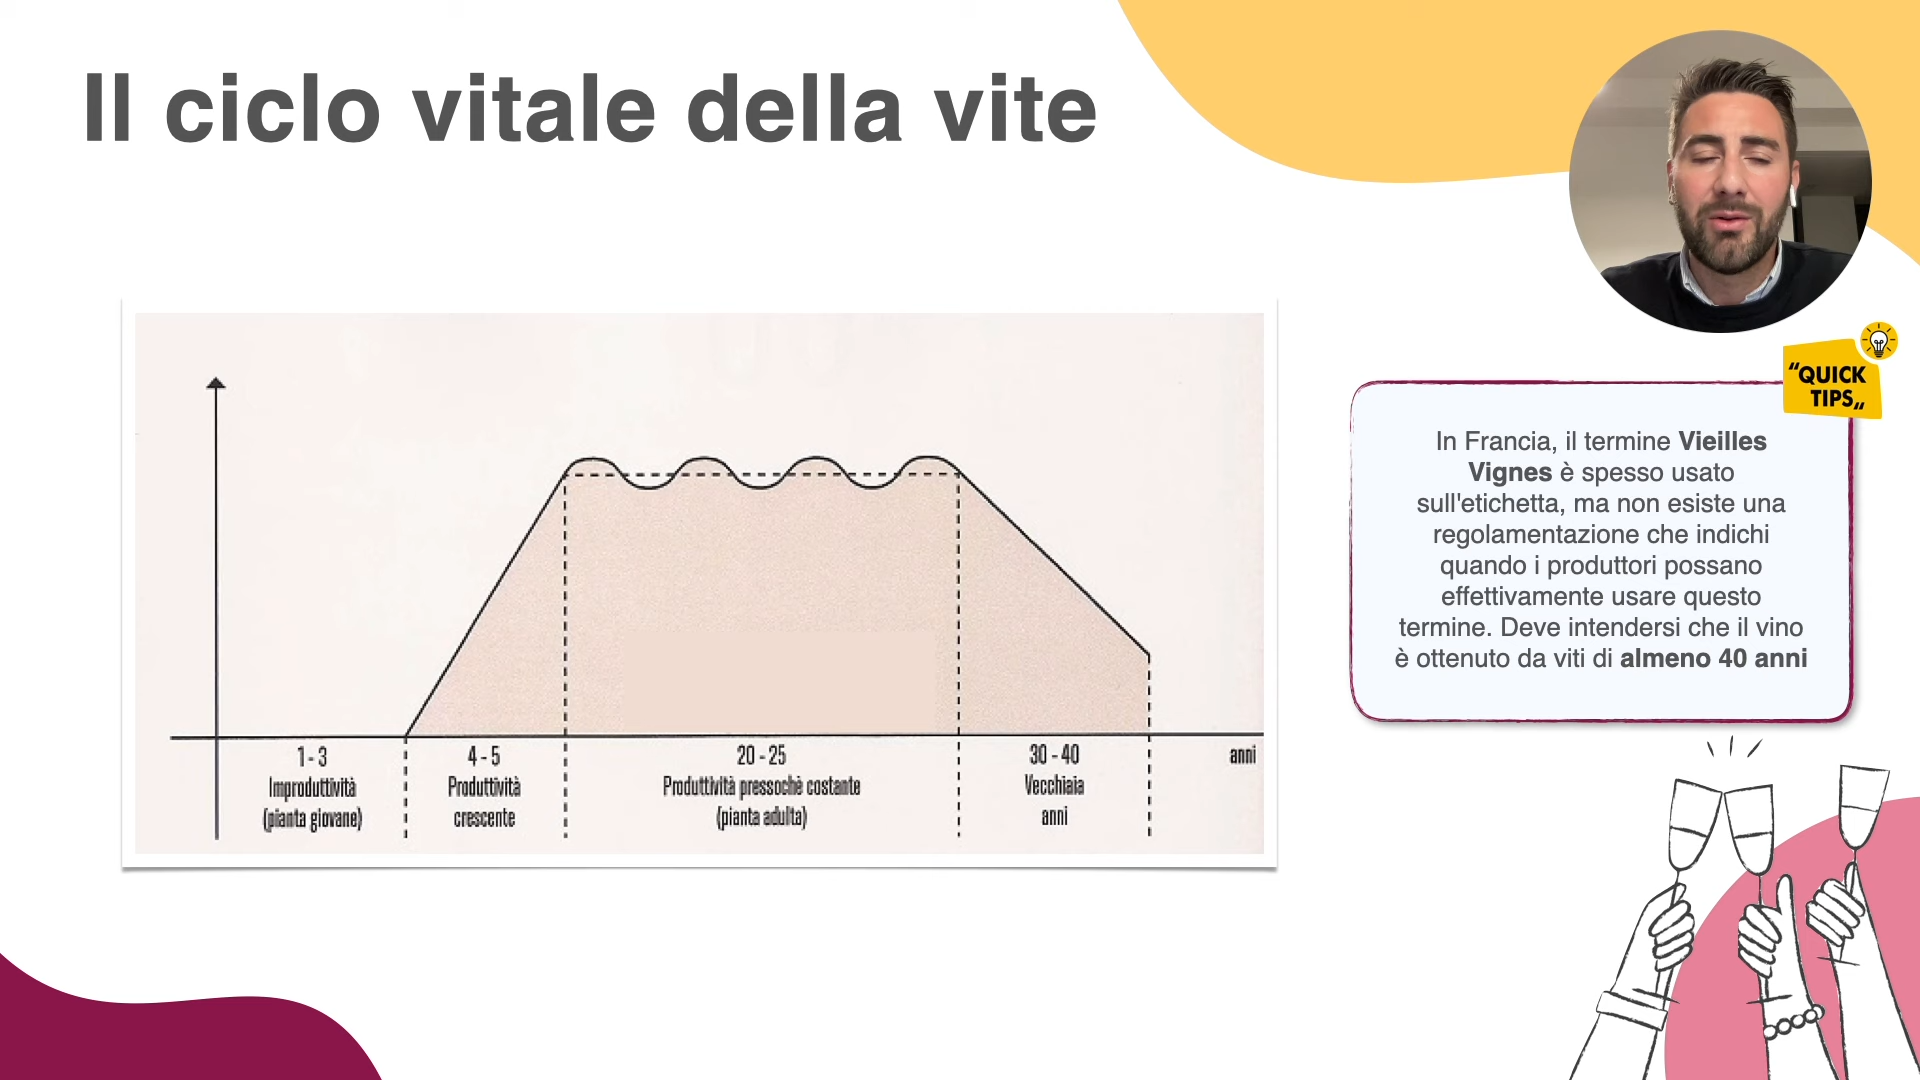 Il ciclo vitale della vite
“QUICK
TIPS„
In Francia, il termine Vieilles
Vignes è spesso usato
sull'etichetta, ma non esiste una
regolamentazione che indichi
quando i produttori possano
effettivamente usare questo
termine. Deve intendersi che il vino
è ottenuto da viti di almeno 40 anni
1 - 3
Improduttività
(pianta giovane)
4 - 5
Produttività
crescente
20 - 25
Produttività pressochè costante
(pianta adulta)
30 - 40
Vecchiaia
anni
anni